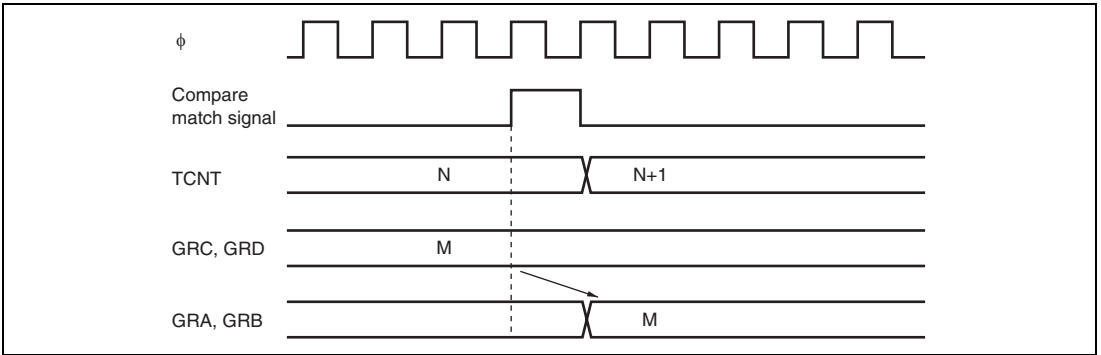 ϕ
Compare
match signal
TCNT
N
N+1
GRC, GRD
M
GRA, GRB
M